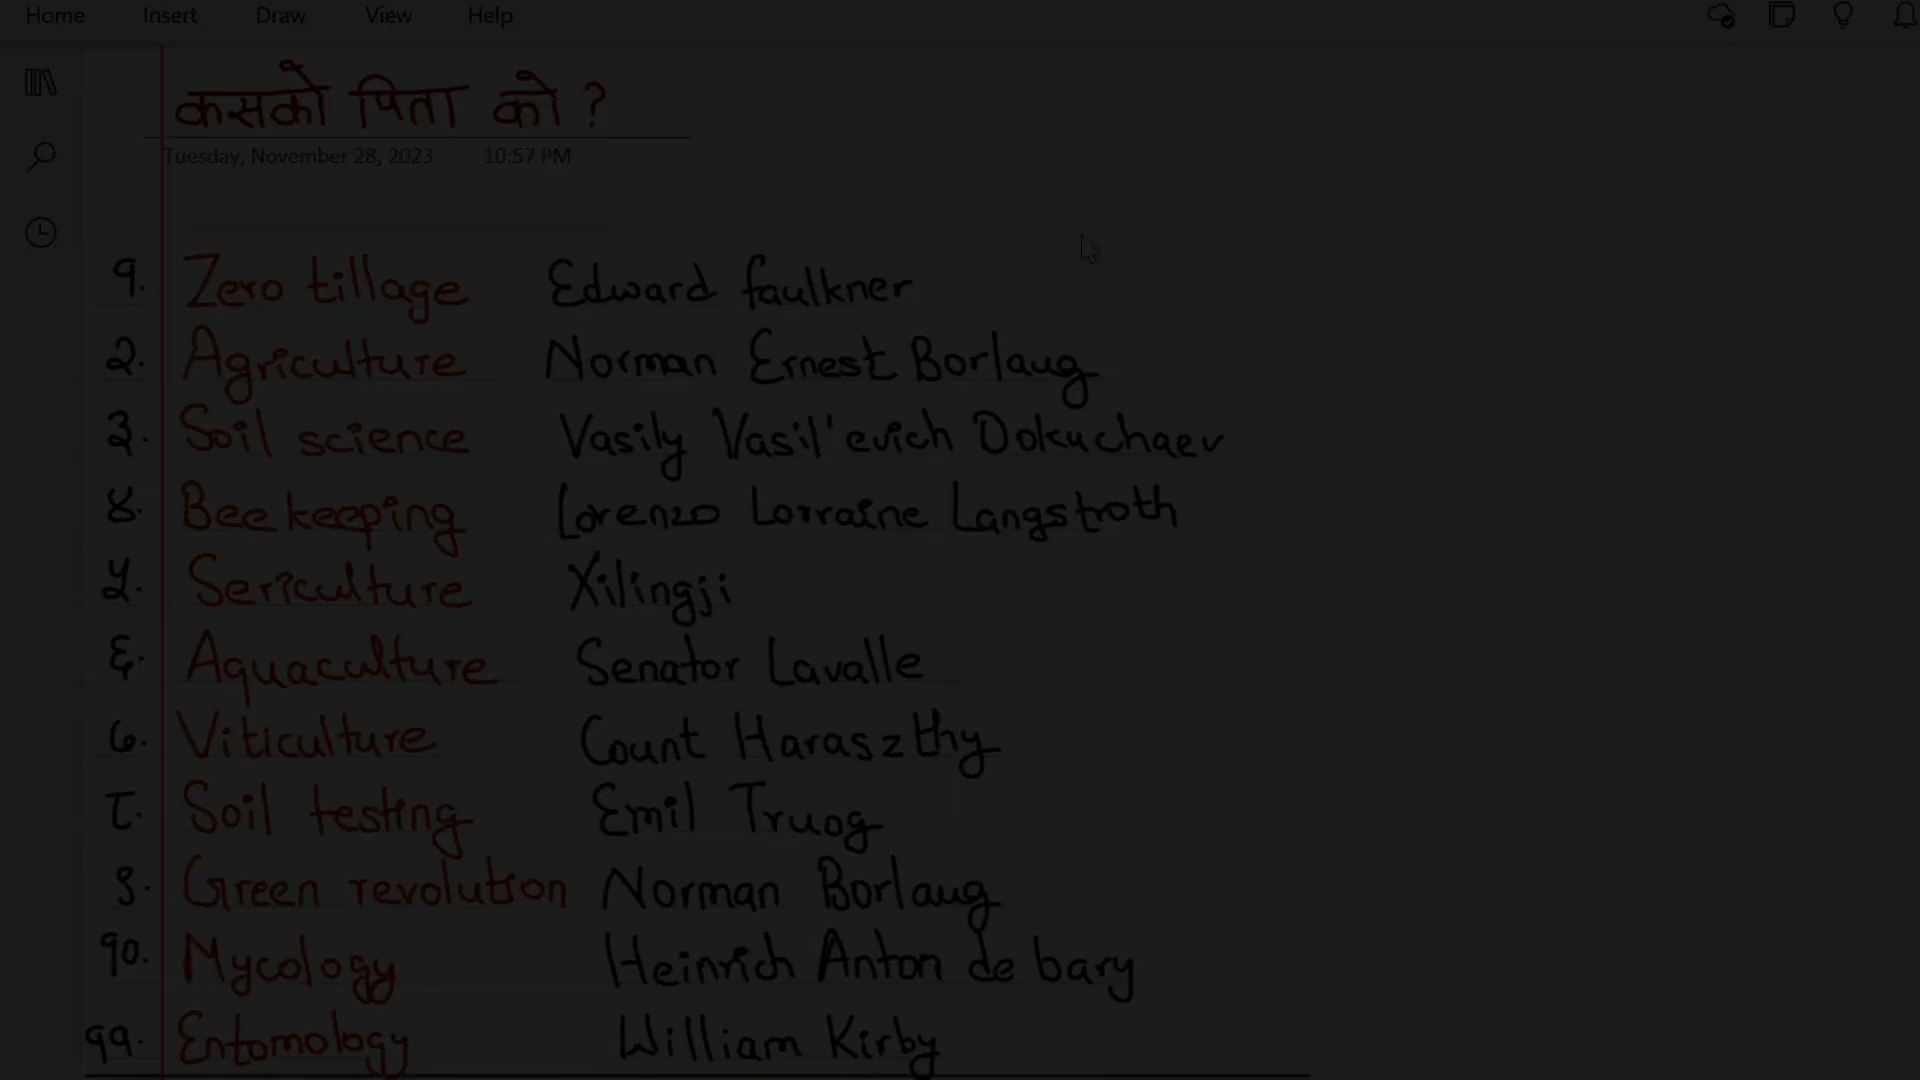 Home Insert Draw View Help
कसको पिता को ?
Tuesday, November 28, 2023 10:57 PM
१. Zero tillage Edward faulkner
२. Agriculture Norman Ernest Borlaug
३. Soil science Vasily Vasil'evich Dokuchaev
४. Bee keeping Lorenzo Lorraine Langstroth
५. Sericulture Xilingji
६. Aquaculture Senator Lavalle
७. Viticulture Count Haraszthy
८. Soil testing Emil Truog
९. Green revolution Norman Borlaug
१०. Mycology Heinrich Anton de bary
११. Entomology William Kirby